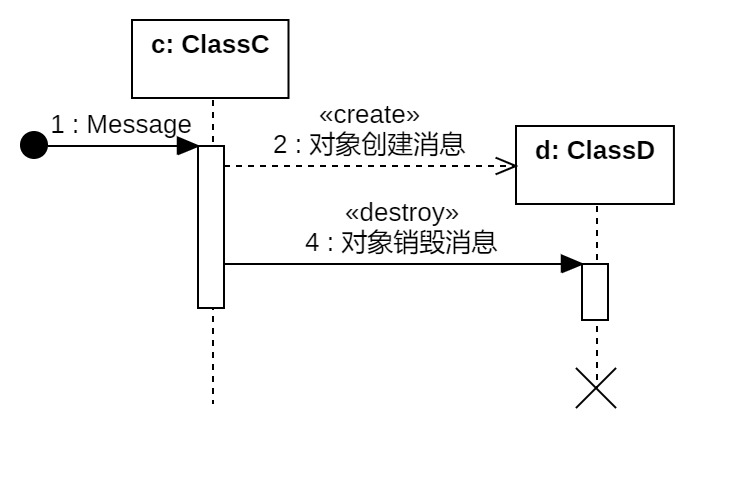 c: ClassC
1 : Message
«create»
2 : 对象创建消息
d: ClassD
«destroy»
4 : 对象销毁消息